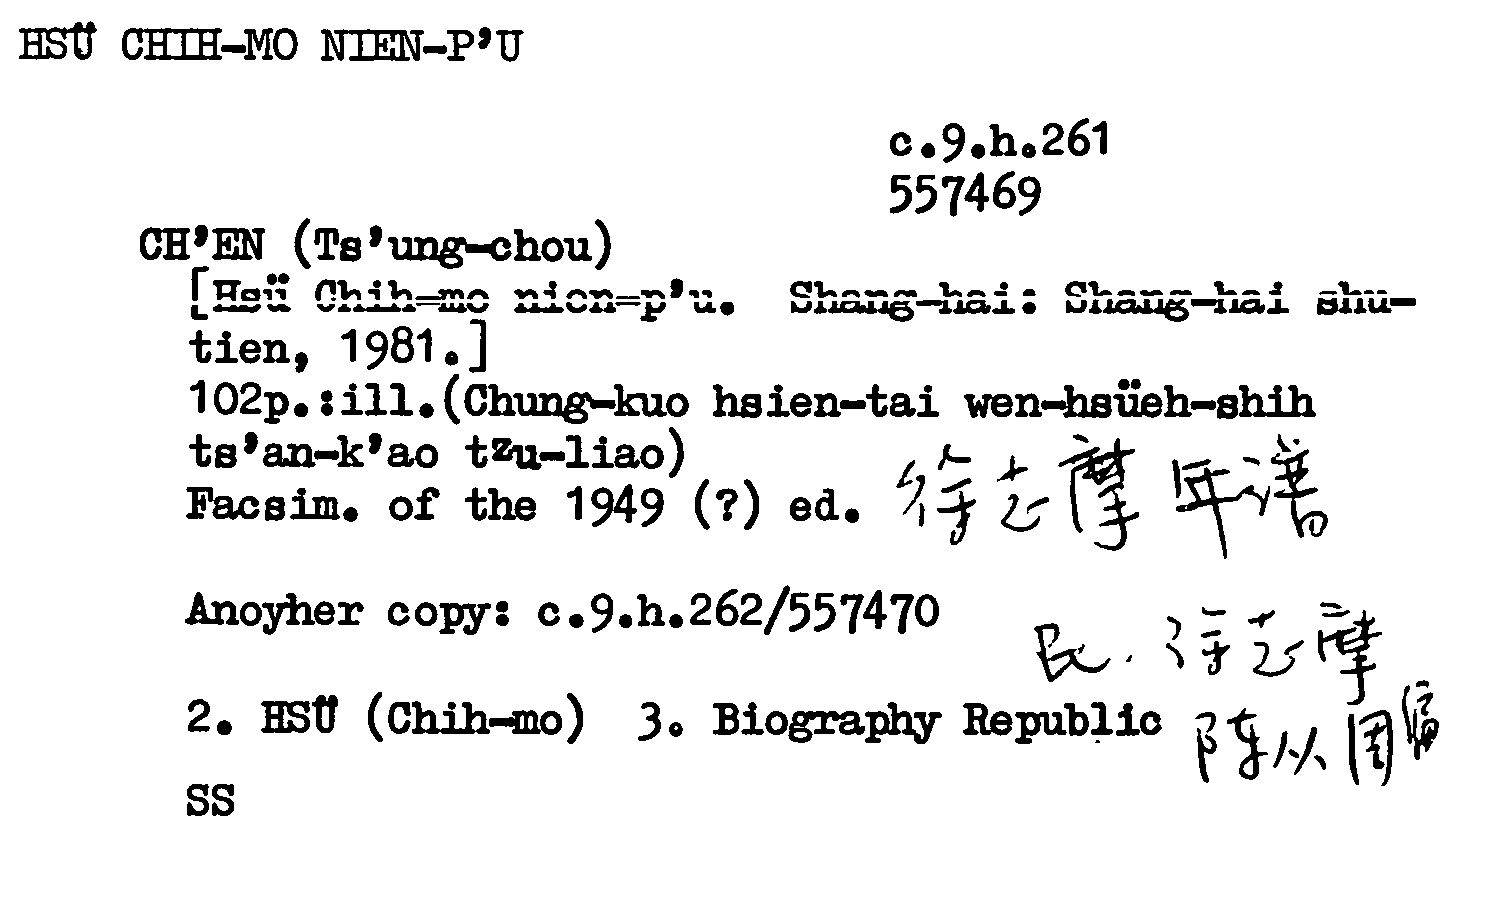 HSÜ CHIH-MO NIEN-P'U
c.9.h.261
557469
CH'EN (Ts'ung-chou)
[Hsü Chih-mo nien-p'u. Shang-hai: Shang-hai shu-
tien, 1981.]
102p.:ill.(Chung-kuo hsien-tai wen-hsüeh-shih
ts'an-k'ao tzu-liao)
Facsim. of the 1949 (?) ed. 徐志摩年谱
Anoyher copy: c.9.h.262/557470
民. 徐志摩
2. HSÜ (Chih-mo) 3. Biography Republic
陈从周编
SS